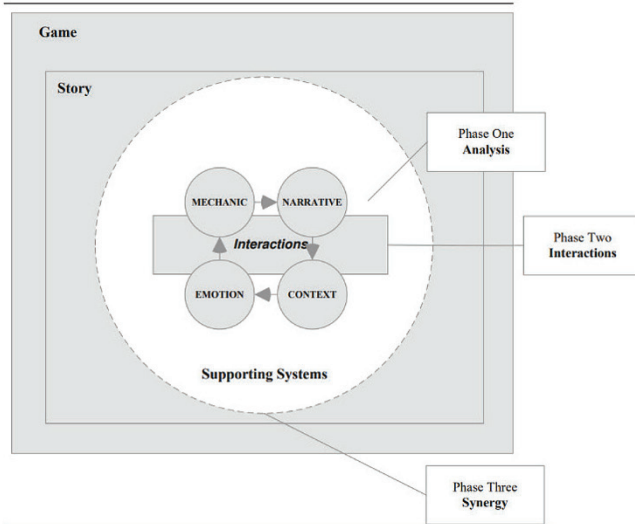 Game
Story
Phase One
Analysis
MECHANIC
NARRATIVE
Interactions
Phase Two
Interactions
EMOTION
CONTEXT
Supporting Systems
Phase Three
Synergy